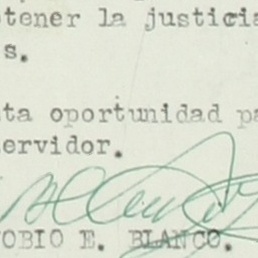 tener la justicia
s.
ta oportunidad pa
ervidor.
OBIO E. BLANCO.